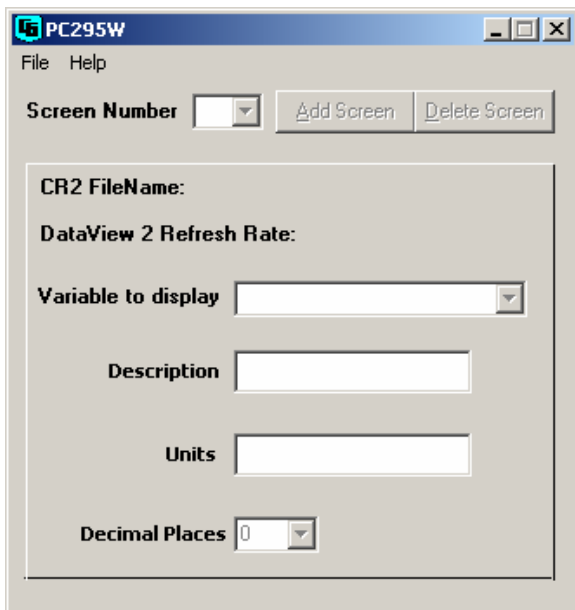 PC295W
File Help
Screen Number Add Screen Delete Screen
CR2 FileName:
DataView 2 Refresh Rate:
Variable to display
Description
Units
Decimal Places 0